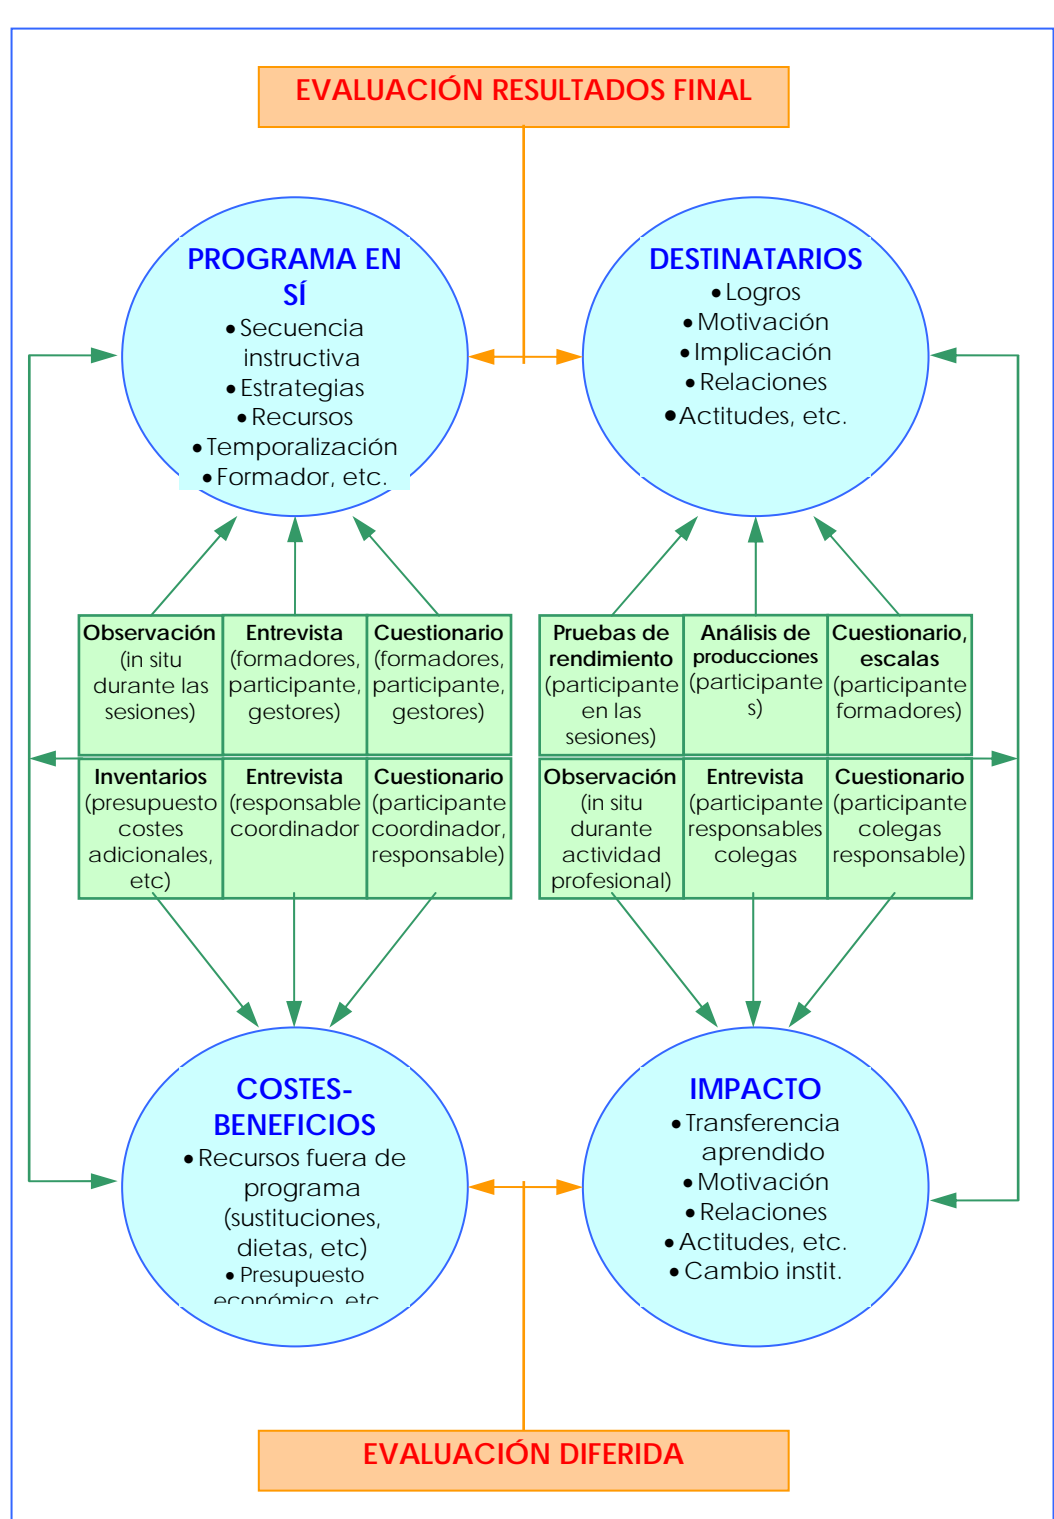 EVALUACIÓN RESULTADOS FINAL
PROGRAMA EN
SÍ
• Secuencia
instructiva
• Estrategias
• Recursos
• Temporalización
• Formador, etc.
DESTINATARIOS
• Logros
• Motivación
• Implicación
• Relaciones
• Actitudes, etc.
Observación
(in situ
durante las
sesiones)
Entrevista
(formadores,
participante,
gestores)
Cuestionario
(formadores,
participante,
gestores)
Pruebas de
rendimiento
(participante
en las
sesiones)
Análisis de
producciones
(participante
s)
Cuestionario,
escalas
(participante
formadores)
Inventarios
(presupuesto
costes
adicionales,
etc)
Entrevista
(responsable
coordinador
Cuestionario
(participante
coordinador,
responsable)
Observación
(in situ
durante
actividad
profesional)
Entrevista
(participante
responsables
colegas
Cuestionario
(participante
colegas
responsable)
COSTES-
BENEFICIOS
• Recursos fuera de
programa
(sustituciones,
dietas, etc)
• Presupuesto
económico, etc
IMPACTO
• Transferencia
aprendido
• Motivación
• Relaciones
• Actitudes, etc.
• Cambio instit.
EVALUACIÓN DIFERIDA